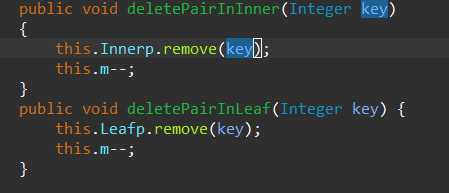 public void deletePairInInner(Integer key)
{
    this.Innerp.remove(key);
    this.m--;
}
public void deletePairInLeaf(Integer key) {
    this.Leafp.remove(key);
    this.m--;
}